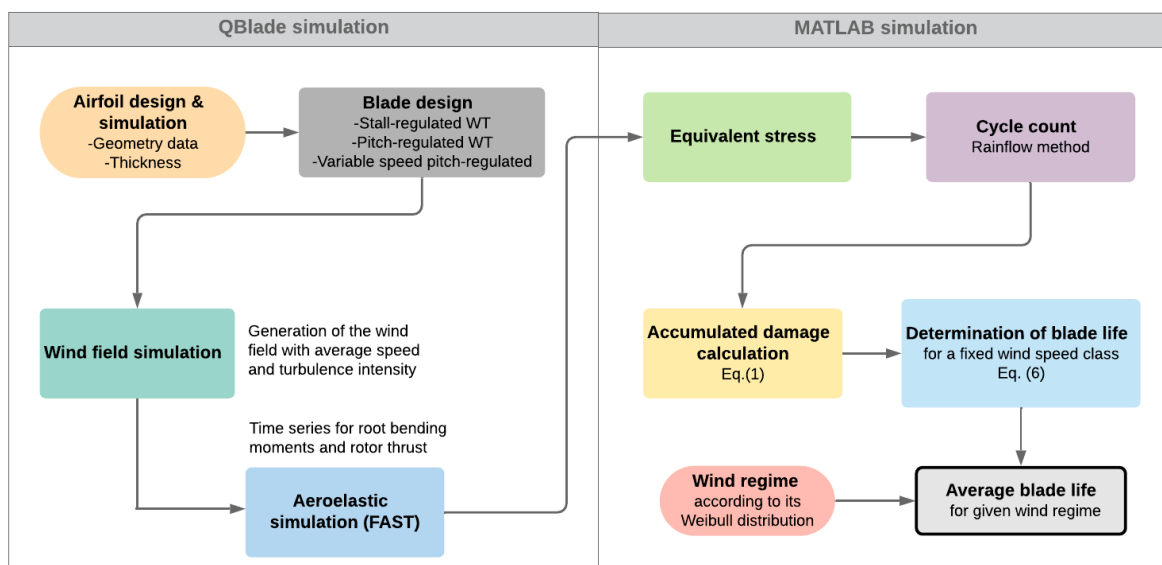 QBlade simulation
Airfoil design &
simulation
-Geometry data
-Thickness
Blade design
-Stall-regulated WT
-Pitch-regulated WT
-Variable speed pitch-regulated
Wind field simulation
Generation of the wind
field with average speed
and turbulence intensity
Time series for root bending
moments and rotor thrust
Aeroelastic
simulation (FAST)
MATLAB simulation
Equivalent stress
Cycle count
Rainflow method
Accumulated damage
calculation
Eq.(1)
Determination of blade life
for a fixed wind speed class
Eq. (6)
Wind regime
according to its
Weibull distribution
Average blade life
for given wind regime